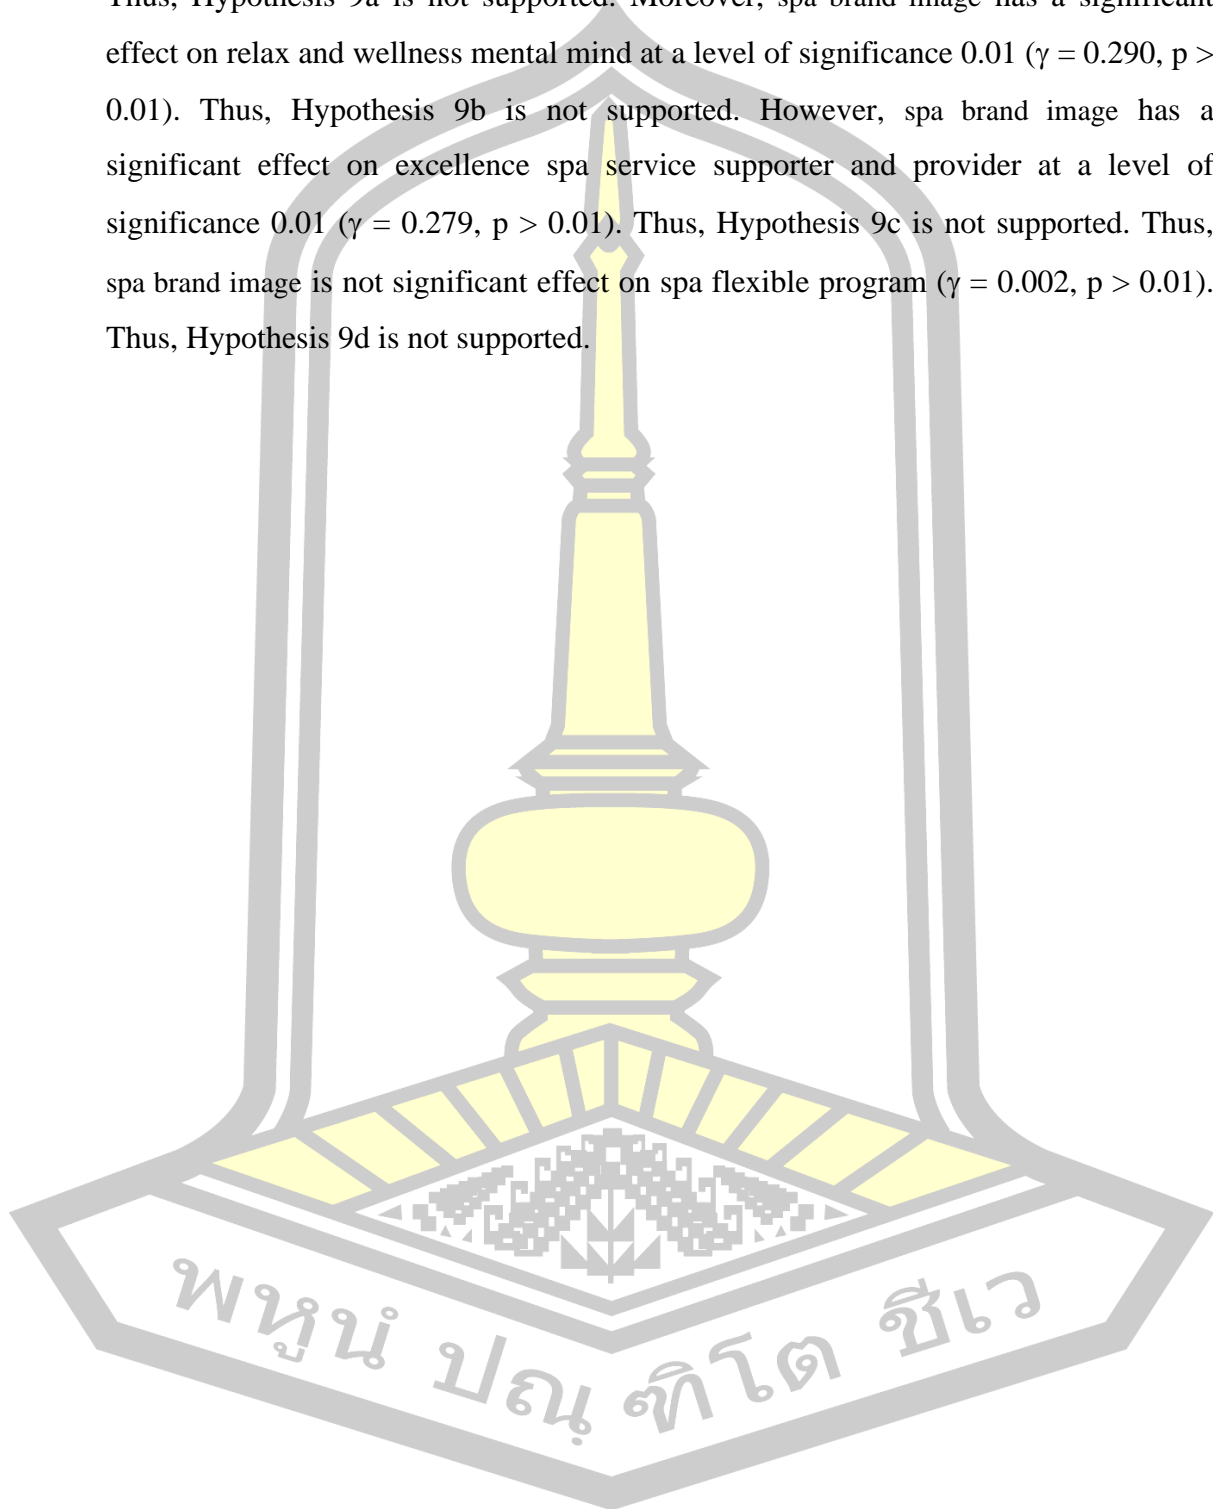 Thus, Hypothesis 9a is not supported. Moreover, spa brand image has a significant
effect on relax and wellness mental mind at a level of significance 0.01 (γ = 0.290, p >
0.01). Thus, Hypothesis 9b is not supported. However, spa brand image has a
significant effect on excellence spa service supporter and provider at a level of
significance 0.01 (γ = 0.279, p > 0.01). Thus, Hypothesis 9c is not supported. Thus,
spa brand image is not significant effect on spa flexible program (γ = 0.002, p > 0.01).
Thus, Hypothesis 9d is not supported.
พหูนํ ปณฺฑิโต ชีเว